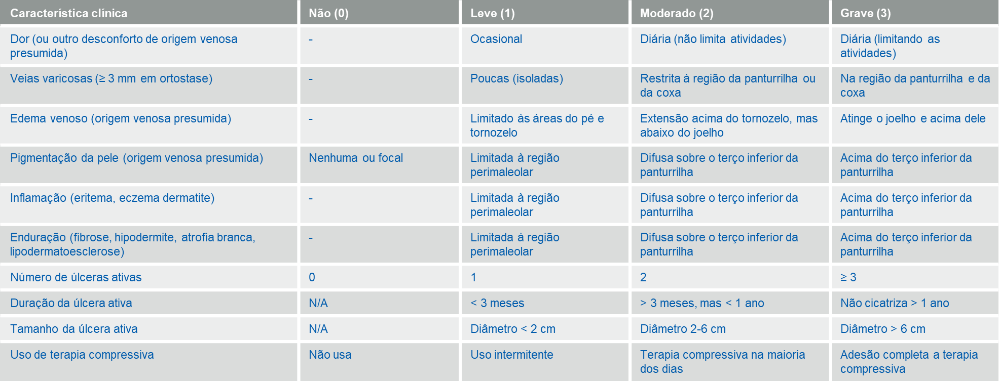 Característica clínica
Não (0)
Leve (1)
Moderado (2)
Grave (3)
Dor (ou outro desconforto de origem venosa
presumida)
-
Ocasional
Diária (não limita atividades)
Diária (limitando as
atividades)
Veias varicosas (≥ 3 mm em ortostase)
-
Poucas (isoladas)
Restrita à região da panturrilha ou
da coxa
Na região da panturrilha e da
coxa
Edema venoso (origem venosa presumida)
-
Limitado às áreas do pé e
tornozelo
Extensão acima do tornozelo, mas
abaixo do joelho
Atinge o joelho e acima dele
Pigmentação da pele (origem venosa presumida)
Nenhuma ou focal
Limitada à região
perimaleolar
Difusa sobre o terço inferior da
panturrilha
Acima do terço inferior da
panturrilha
Inflamação (eritema, eczema dermatite)
-
Limitada à região
perimaleolar
Difusa sobre o terço inferior da
panturrilha
Acima do terço inferior da
panturrilha
Enduração (fibrose, hipodermite, atrofia branca,
lipodermatoesclerose)
-
Limitada à região
perimaleolar
Difusa sobre o terço inferior da
panturrilha
Acima do terço inferior da
panturrilha
Número de úlceras ativas
0
1
2
≥ 3
Duração da úlcera ativa
N/A
< 3 meses
> 3 meses, mas < 1 ano
Não cicatriza > 1 ano
Tamanho da úlcera ativa
N/A
Diâmetro < 2 cm
Diâmetro 2-6 cm
Diâmetro > 6 cm
Uso de terapia compressiva
Não usa
Uso intermitente
Terapia compressiva na maioria
dos dias
Adesão completa a terapia
compressiva